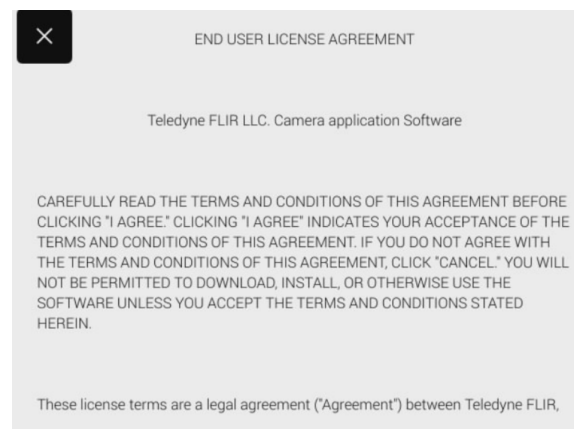 END USER LICENSE AGREEMENT
Teledyne FLIR LLC. Camera application Software
CAREFULLY READ THE TERMS AND CONDITIONS OF THIS AGREEMENT BEFORE
CLICKING "I AGREE." CLICKING "I AGREE" INDICATES YOUR ACCEPTANCE OF THE
TERMS AND CONDITIONS OF THIS AGREEMENT. IF YOU DO NOT AGREE WITH
THE TERMS AND CONDITIONS OF THIS AGREEMENT, CLICK "CANCEL." YOU WILL
NOT BE PERMITTED TO DOWNLOAD, INSTALL, OR OTHERWISE USE THE
SOFTWARE UNLESS YOU ACCEPT THE TERMS AND CONDITIONS STATED
HEREIN.
These license terms are a legal agreement ("Agreement") between Teledyne FLIR,